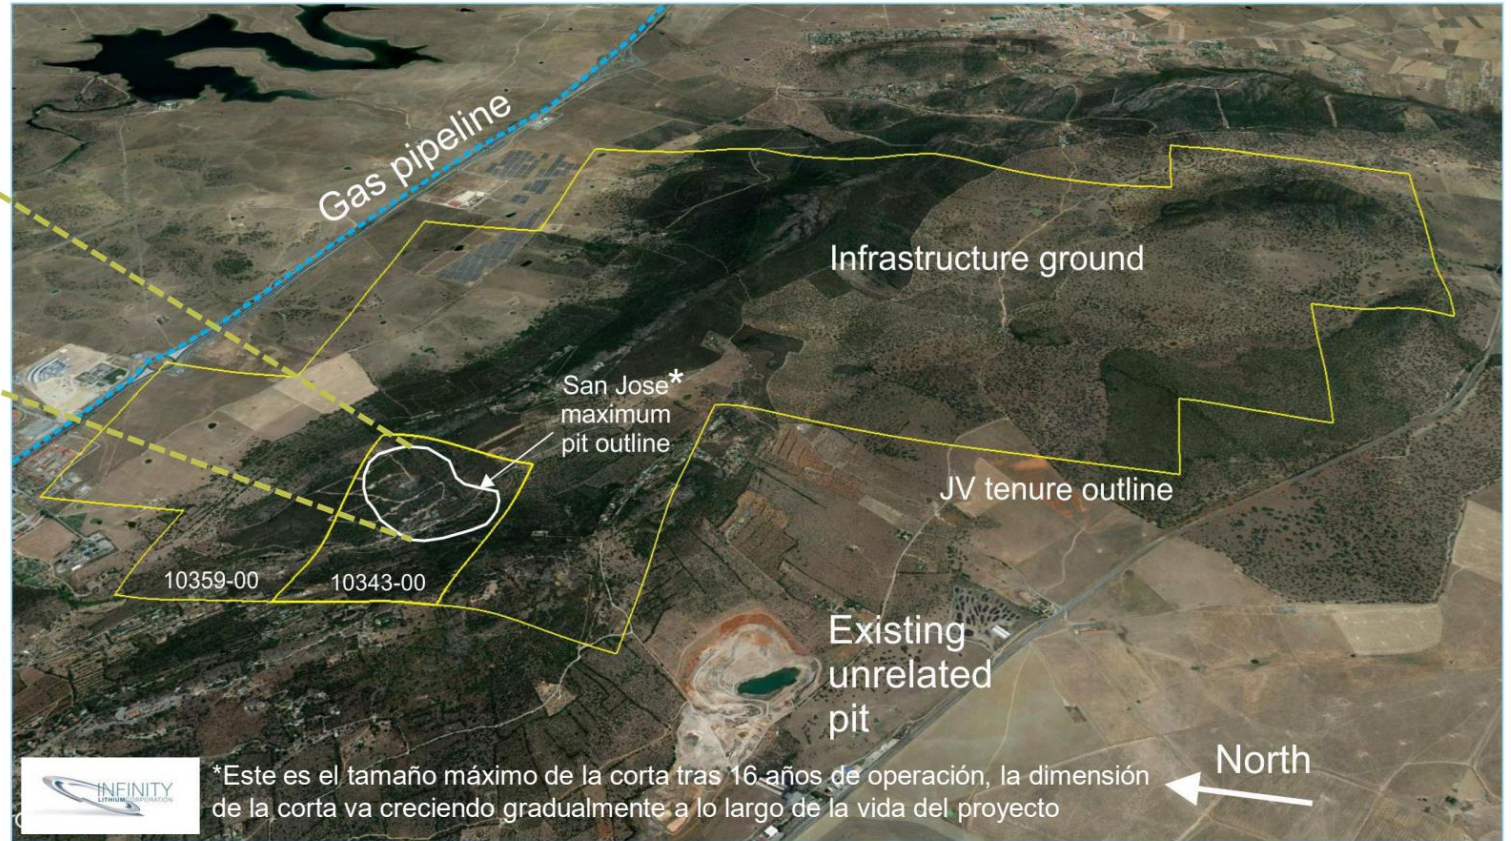 Gas pipeline
Infrastructure ground
San Jose*
maximum
pit outline
JV tenure outline
10359-00
10343-00
Existing
unrelated
pit
North
INFINITY
LITHIUMCORPORATION
*Este es el tamaño máximo de la corta tras 16 años de operación, la dimensión
de la corta va creciendo gradualmente a lo largo de la vida del proyecto